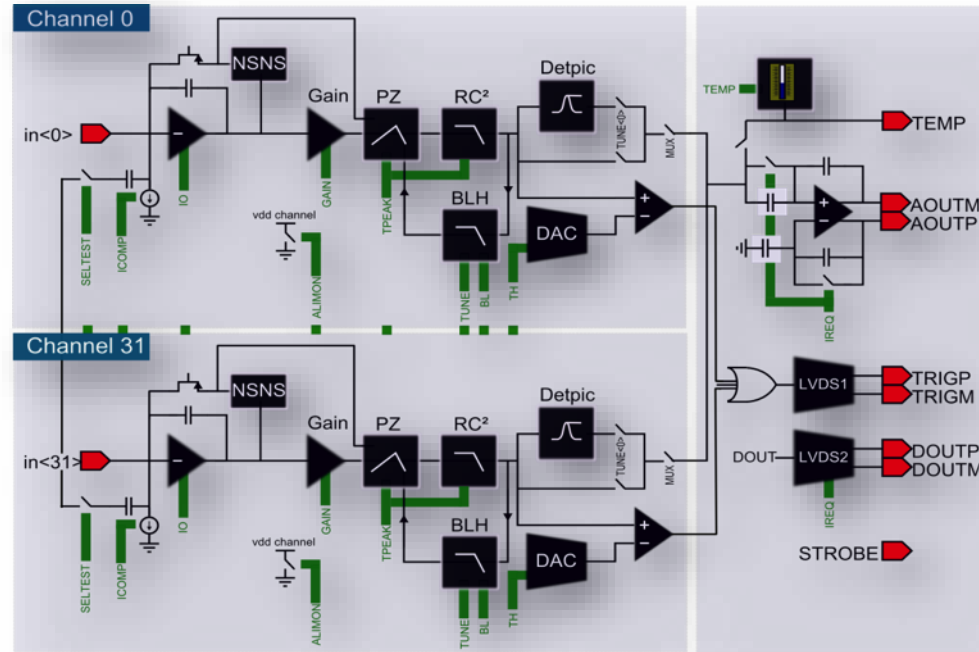 Channel 0
NSNS
Detpic
TEMP
Gain
PZ
RC²
in<0>
TEMP
TUNE<i>
MUX
GAIN
AOUTM
AOUTP
IO
TPEAK
BLH
vdd channel
DAC
SELTEST
ICOMP
ALIMON
TUNE
BL
TH
IREQ
Channel 31
NSNS
LVDS1
TRIGP
TRIGM
Detpic
Gain
PZ
RC²
in<31>
TUNE<i>
MUX
DOUT
LVDS2
DOUTP
DOUTM
GAIN
IO
TPEAK
BLH
IREQ
vdd channel
DAC
STROBE
SELTEST
ICOMP
ALIMON
TUNE
BL
TH